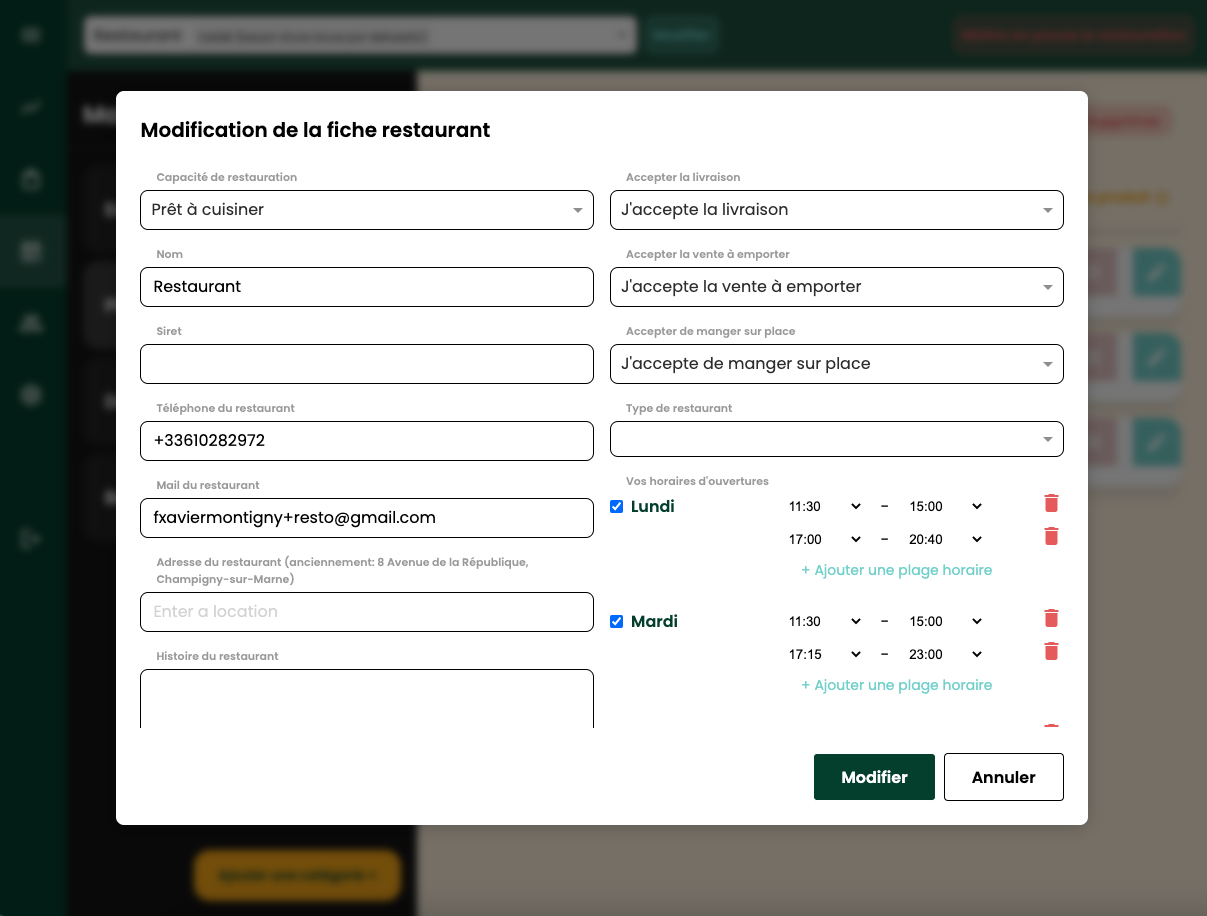 Restaurant
Modification de la fiche restaurant
Capacité de restauration
Prêt à cuisiner
Nom
Restaurant
Siret
Téléphone du restaurant
+33610282972
Mail du restaurant
fxaviermontigny+resto@gmail.com
Adresse du restaurant (anciennement: 8 Avenue de la République,
Champigny-sur-Marne)
Enter a location
Histoire du restaurant
Accepter la livraison
J'accepte la livraison
Accepter la vente à emporter
J'accepte la vente à emporter
Accepter de manger sur place
J'accepte de manger sur place
Type de restaurant
Vos horaires d'ouvertures
Lundi 11:30 – 15:00
17:00 – 20:40
+ Ajouter une plage horaire
Mardi 11:30 – 15:00
17:15 – 23:00
+ Ajouter une plage horaire
Modifier Annuler
Ajouter une catégorie +